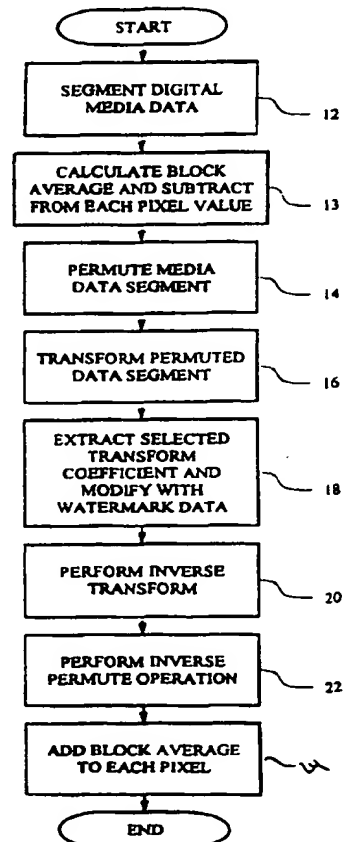 START
SEGMENT DIGITAL
MEDIA DATA
12
CALCULATE BLOCK
AVERAGE AND SUBTRACT
FROM EACH PIXEL VALUE
13
PERMUTE MEDIA
DATA SEGMENT
14
TRANSFORM PERMUTED
DATA SEGMENT
16
EXTRACT SELECTED
TRANSFORM
COEFFICIENT AND
MODIFY WITH
WATERMARK DATA
18
PERFORM INVERSE
TRANSFORM
20
PERFORM INVERSE
PERMUTE OPERATION
22
ADD BLOCK AVERAGE
TO EACH PIXEL
END